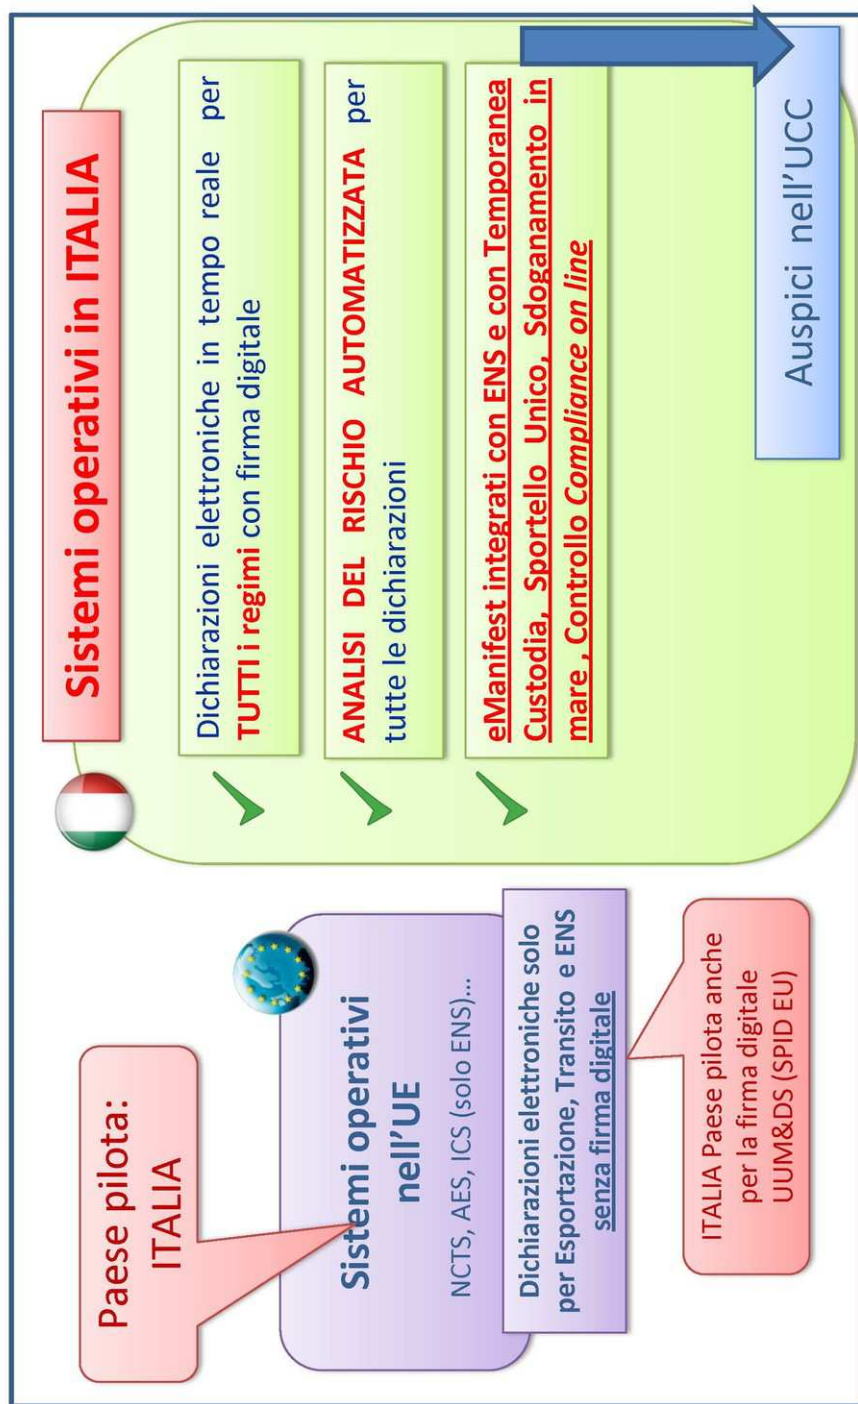 Paese pilota:
ITALIA
Sistemi operativi
nell'UE
NCTS, AES, ICS (solo ENS)...
Dichiarazioni elettroniche solo
per Esportazione, Transito e ENS
senza firma digitale
ITALIA Paese pilota anche
per la firma digitale
UUM&DS (SPID EU)
Sistemi operativi in ITALIA
Dichiarazioni elettroniche in tempo reale per
TUTTI i regimi con firma digitale
ANALISI DEL RISCHIO AUTOMATIZZATA per
tutte le dichiarazioni
eManifest integrati con ENS e con Temporanea
Custodia, Sportello Unico, Sdoganamento in
mare , Controllo Compliance on line
Auspici nell'UCC